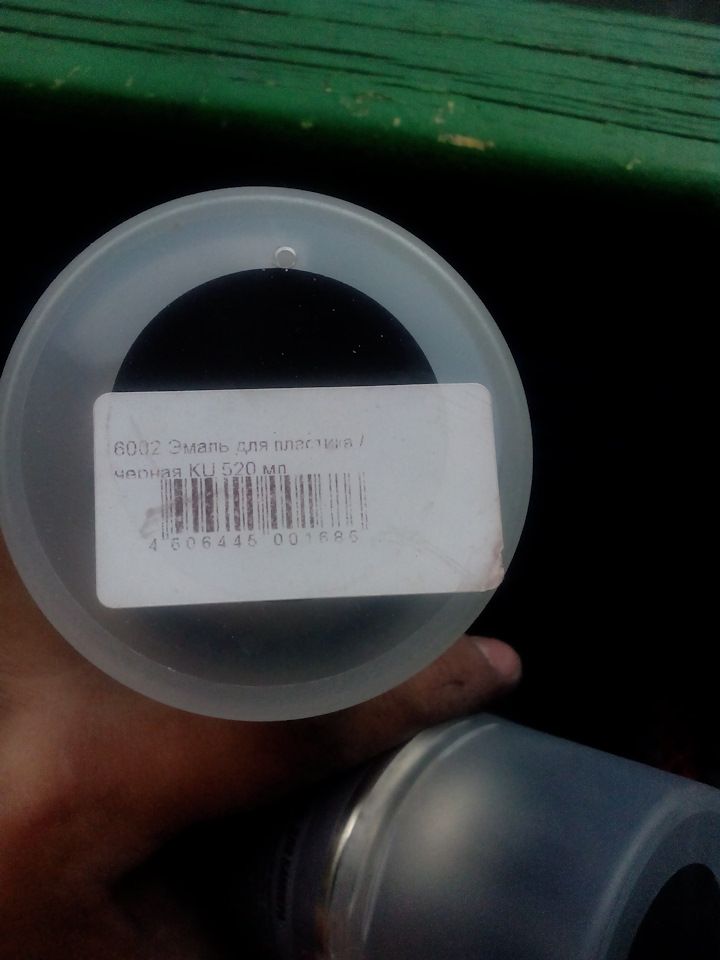 6002 Эмаль для пластика /
черная KU 520 мл
4 606445 001686